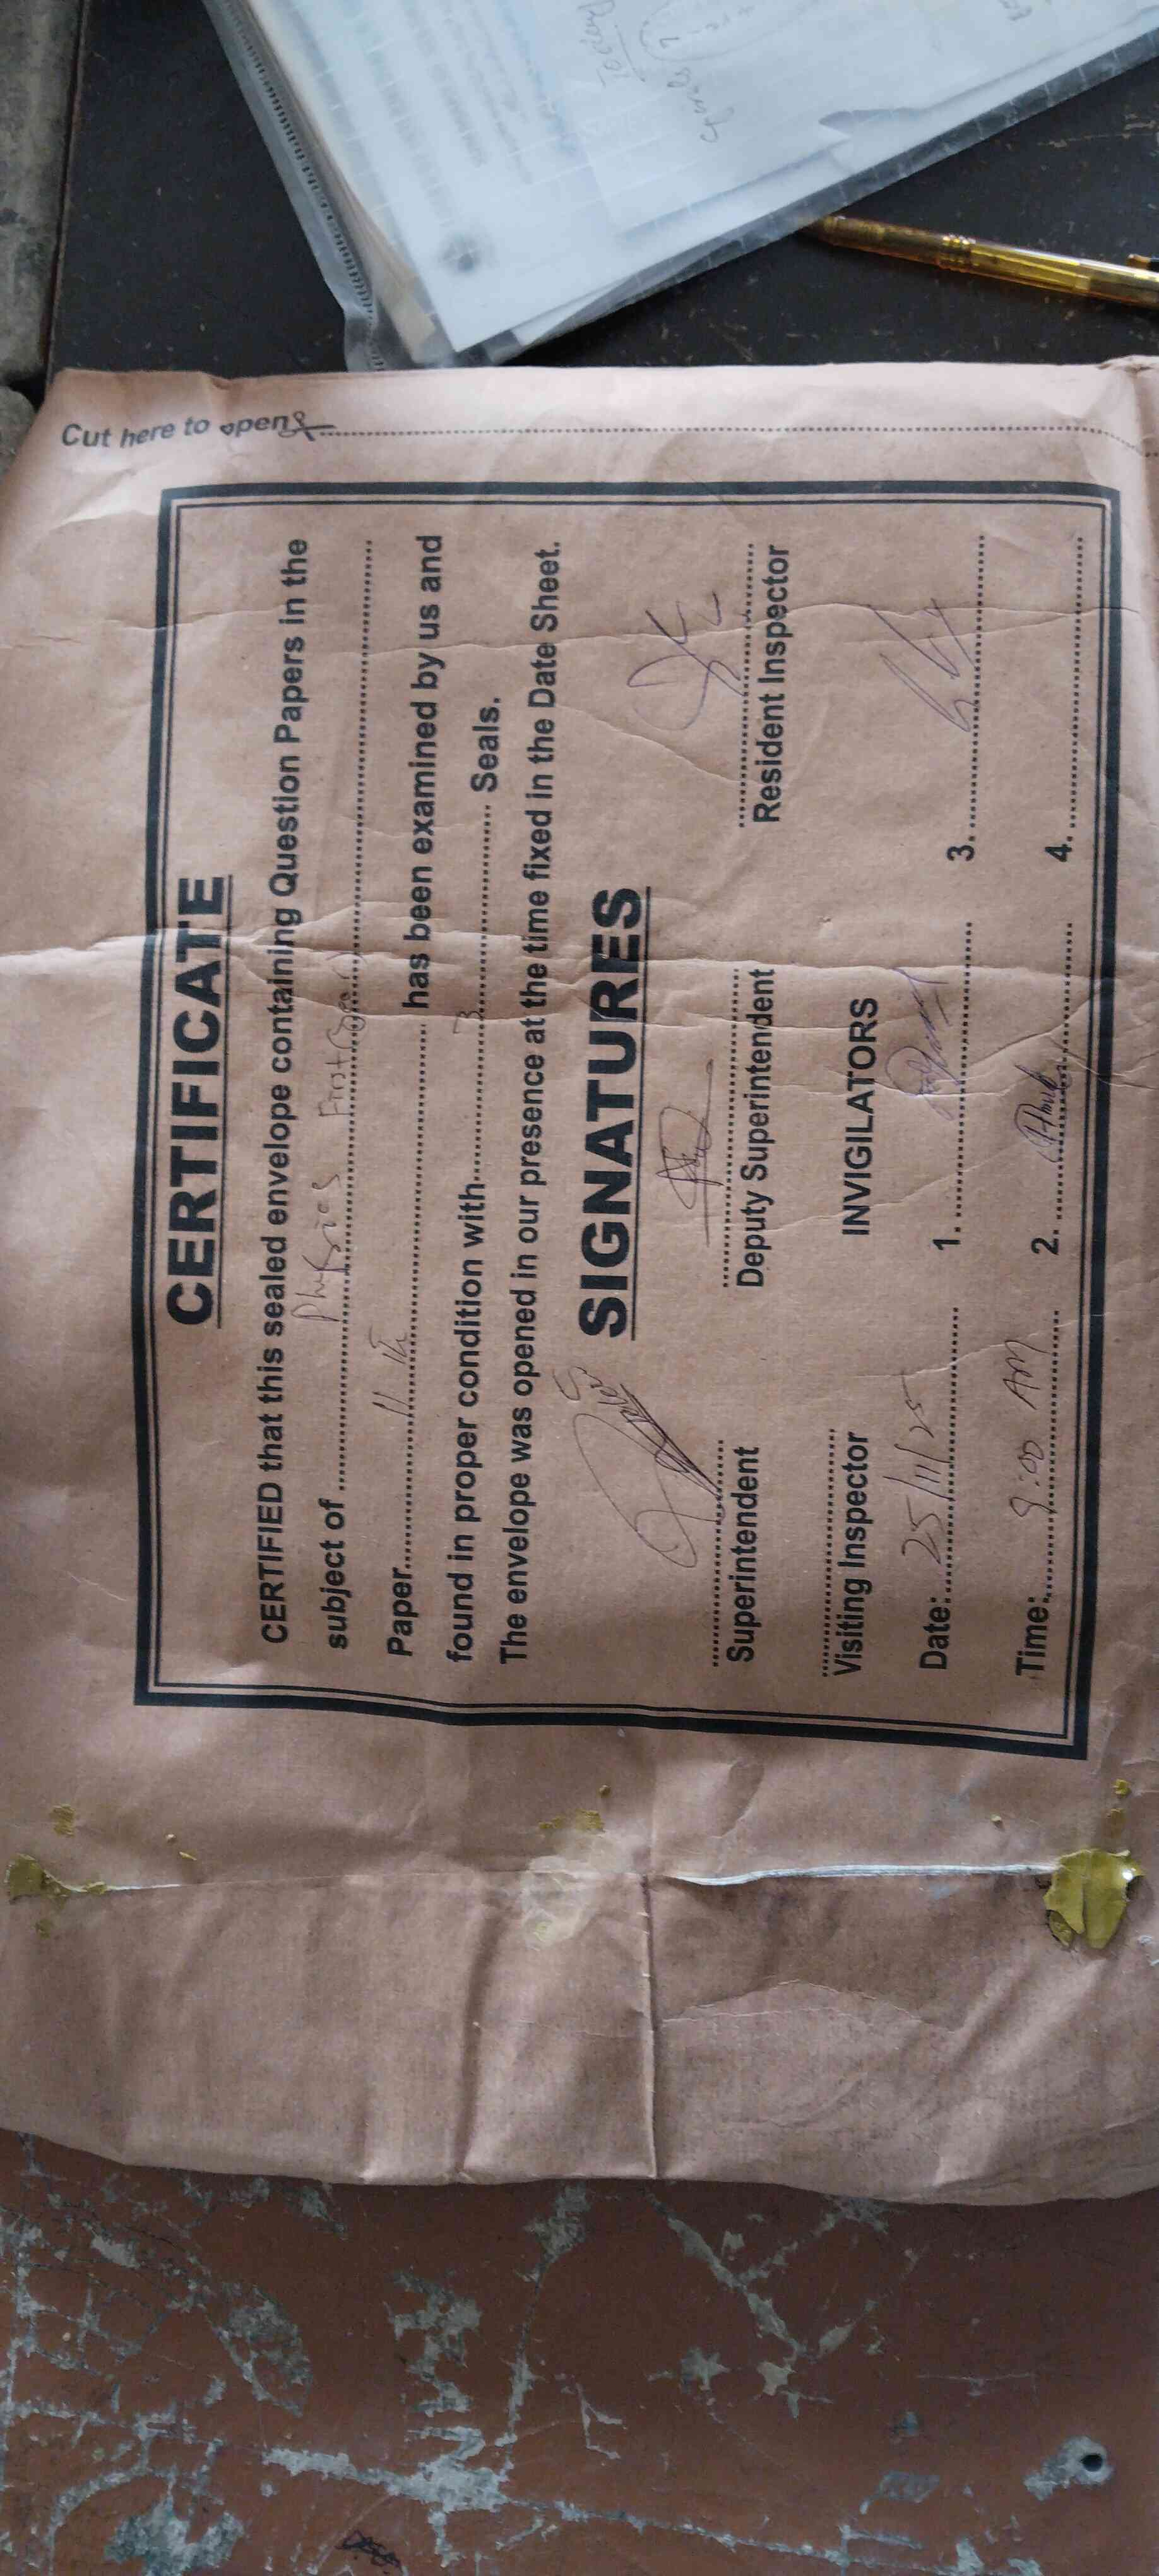 Cut here to open
CERTIFICATE
CERTIFIED that this sealed envelope containing Question Papers in the
subject of Physics First
Paper 11 th has been examined by us and
found in proper condition with 3 Seals.
The envelope was opened in our presence at the time fixed in the Date Sheet.
SIGNATURES
Superintendent Deputy Superintendent Resident Inspector
Visiting Inspector INVIGILATORS
Date: 25/11/25 1. 3.
Time: 9:00 AM 2. 4.